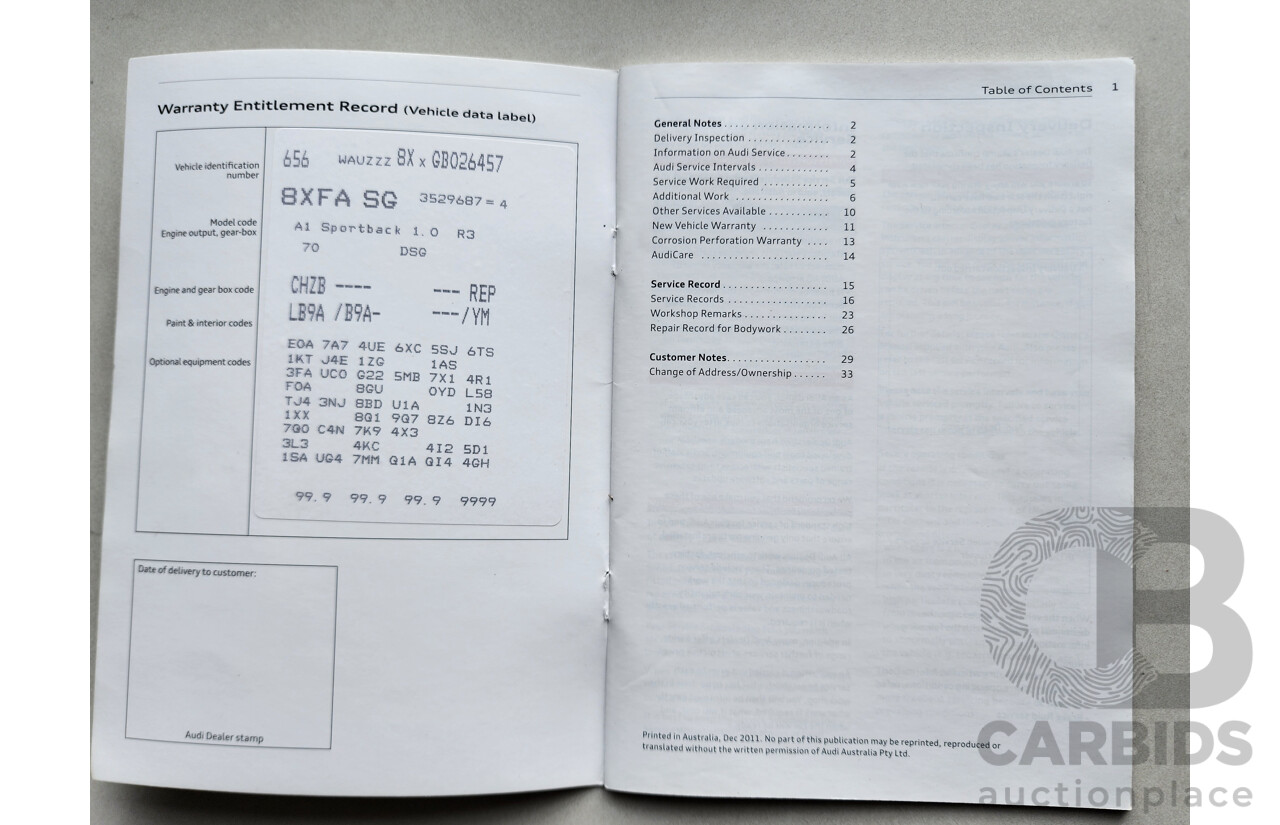 Warranty Entitlement Record (Vehicle data label)
Vehicle identification
number
656 WAUZZZ 8X x GB026457
8XFA SG 3529687 = 4
Model code
Engine output, gear-box
A1 Sportback 1.0 R3
70 DSG
Engine and gear box code
CHZB ---- --- REP
Paint & interior codes
LB9A /B9A- ---/YM
Optional equipment codes
E0A 7A7 4UE 6XC 5SJ 6TS
1KT J4E 1ZG 1AS
3FA UC0 G22 5MB 7X1 4R1
F0A 8GU 0YD L58
TJ4 3NJ 8BD U1A 1N3
1XX 8Q1 9Q7 8Z6 DI6
7G0 C4N 7K9 4X3
3L3 4KC 4I2 5D1
1SA UG4 7MM Q1A QI4 4GH
99.9 99.9 99.9 9999
Date of delivery to customer:
Audi Dealer stamp
Table of Contents 1
General Notes . . . . . . . . . . . . . . . . . . . 2
Delivery Inspection . . . . . . . . . . . . . . . 2
Information on Audi Service . . . . . . . . 2
Audi Service Intervals . . . . . . . . . . . . . 4
Service Work Required . . . . . . . . . . . . 5
Additional Work . . . . . . . . . . . . . . . . . 6
Other Services Available . . . . . . . . . . . 10
New Vehicle Warranty . . . . . . . . . . . . 11
Corrosion Perforation Warranty . . . . 13
AudiCare . . . . . . . . . . . . . . . . . . . . . . . 14
Service Record . . . . . . . . . . . . . . . . . . . 15
Service Records . . . . . . . . . . . . . . . . . . 16
Workshop Remarks . . . . . . . . . . . . . . . 23
Repair Record for Bodywork . . . . . . . . 26
Customer Notes . . . . . . . . . . . . . . . . . . 29
Change of Address/Ownership . . . . . . 33
Printed in Australia, Dec 2011. No part of this publication may be reprinted, reproduced or
translated without the written permission of Audi Australia Pty Ltd.
CB
CARBIDS
auctionplace